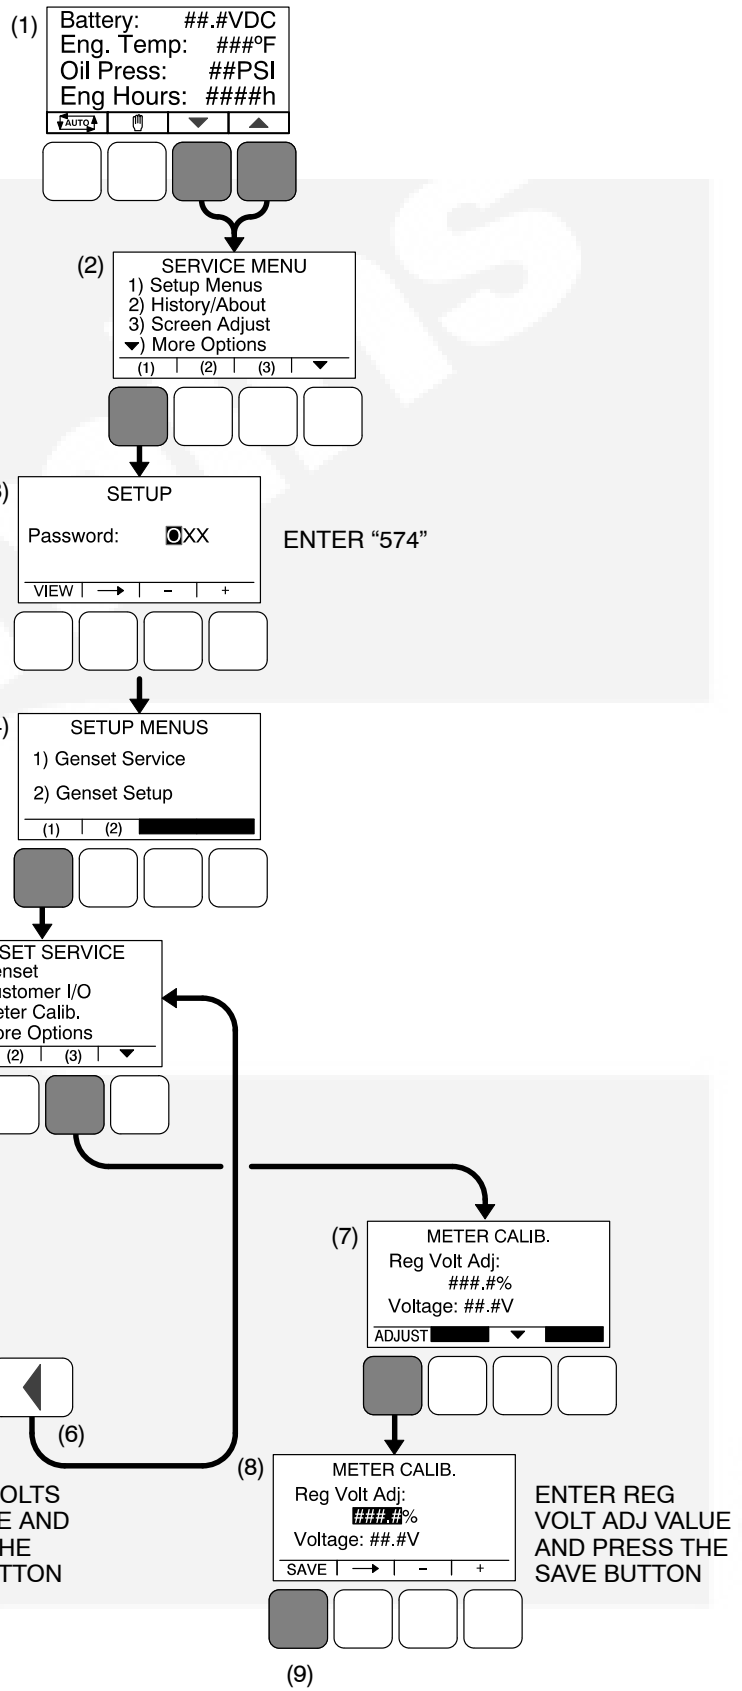 (1)
Battery: ##.#VDC
Eng. Temp: ###ºF
Oil Press: ##PSI
Eng Hours: ####h
AUTO
(2)
SERVICE MENU
1) Setup Menus
2) History/About
3) Screen Adjust
) More Options
(1) (2) (3)
)
SETUP
Password: 0XX
ENTER “574”
VIEW - +
)
SETUP MENUS
1) Genset Service
2) Genset Setup
(1) (2)
SET SERVICE
enset
ustomer I/O
eter Calib.
ore Options
(2) (3)
(7)
METER CALIB.
Reg Volt Adj:
###.#%
Voltage: ##.#V
ADJUST
(6)
(8)
METER CALIB.
Reg Volt Adj:
###.#%
Voltage: ##.#V
SAVE - +
OLTS
E AND
HE
TTON
ENTER REG
VOLT ADJ VALUE
AND PRESS THE
SAVE BUTTON
(9)